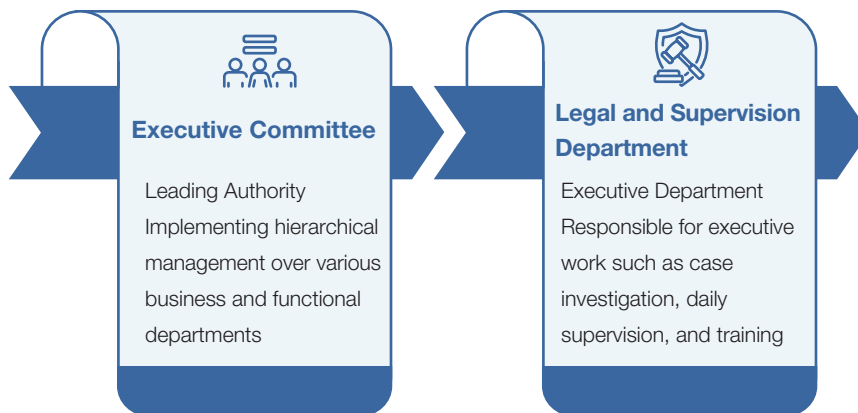 Executive Committee
Leading Authority
Implementing hierarchical
management over various
business and functional
departments
Legal and Supervision
Department
Executive Department
Responsible for executive
work such as case
investigation, daily
supervision, and training